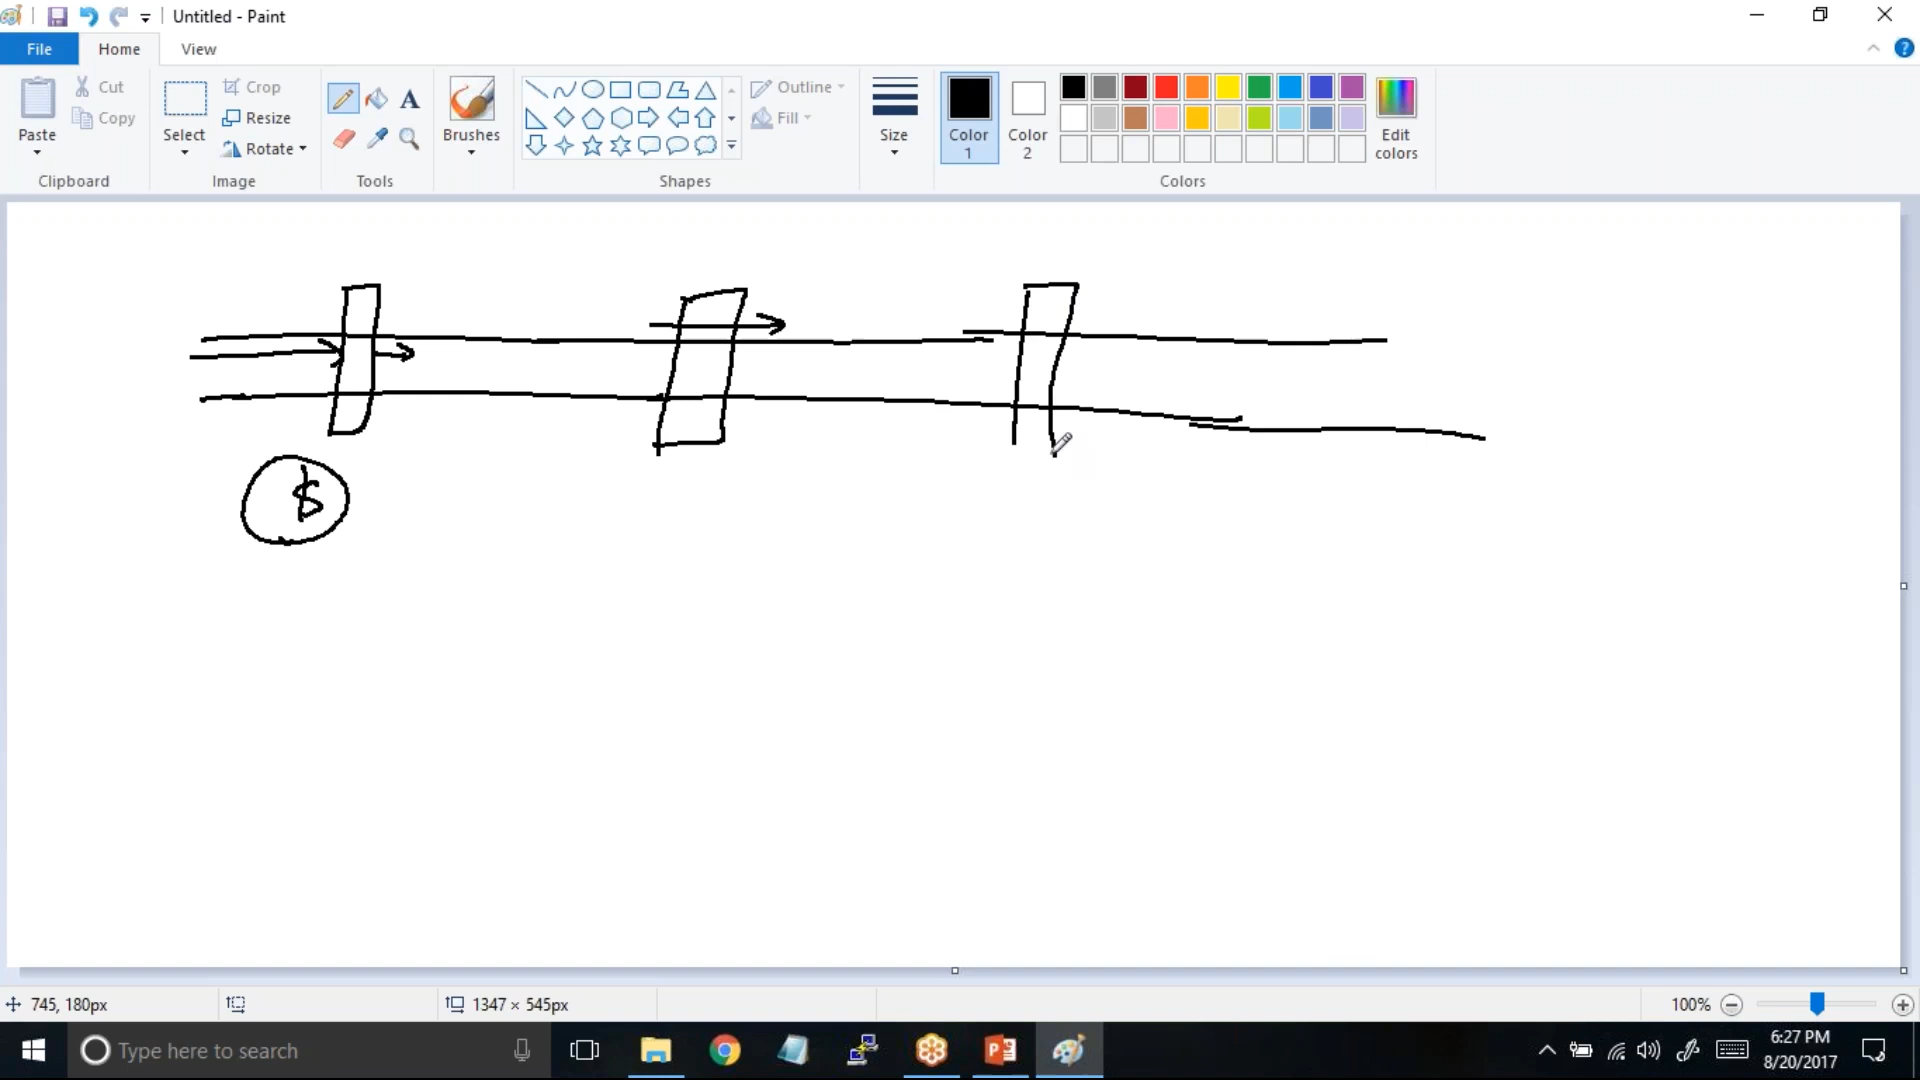 Untitled - Paint
File Home View
Paste
Cut
Copy
Clipboard
Select
Crop
Resize
Rotate
Image
Tools
Brushes
Shapes
Outline
Fill
Size
Color 1
Color 2
Edit colors
Colors
$
745, 180px
1347 × 545px
100%
Type here to search
6:27 PM
8/20/2017